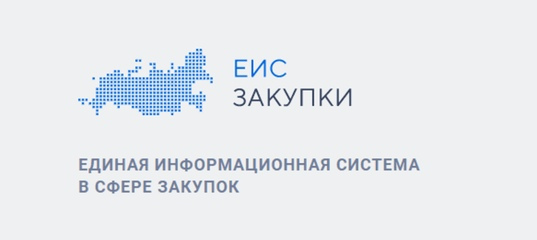 ЕИС
ЗАКУПКИ
ЕДИНАЯ ИНФОРМАЦИОННАЯ СИСТЕМА
В СФЕРЕ ЗАКУПОК